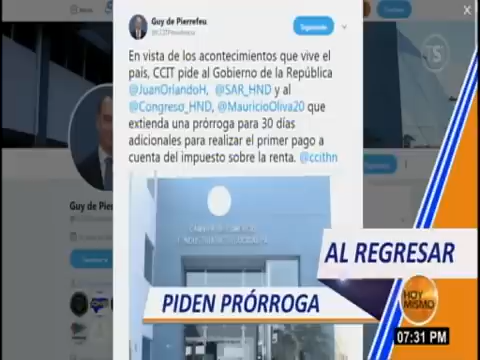 Guy de Pierrefeu
Siguiendo
En vista de los acontecimientos que vive el
país, CCIT pide al Gobierno de la República
@JuanOrlandoH, @SAR_HND y al
@Congreso_HND, @MauricioOliva20 que
extienda una prórroga para 30 días
adicionales para realizar el primer pago a
cuenta del impuesto sobre la renta. @ccithn
TS
Guy de Pier
AL REGRESAR
PIDEN PRÓRROGA
HOY
MISMO
07:31 PM